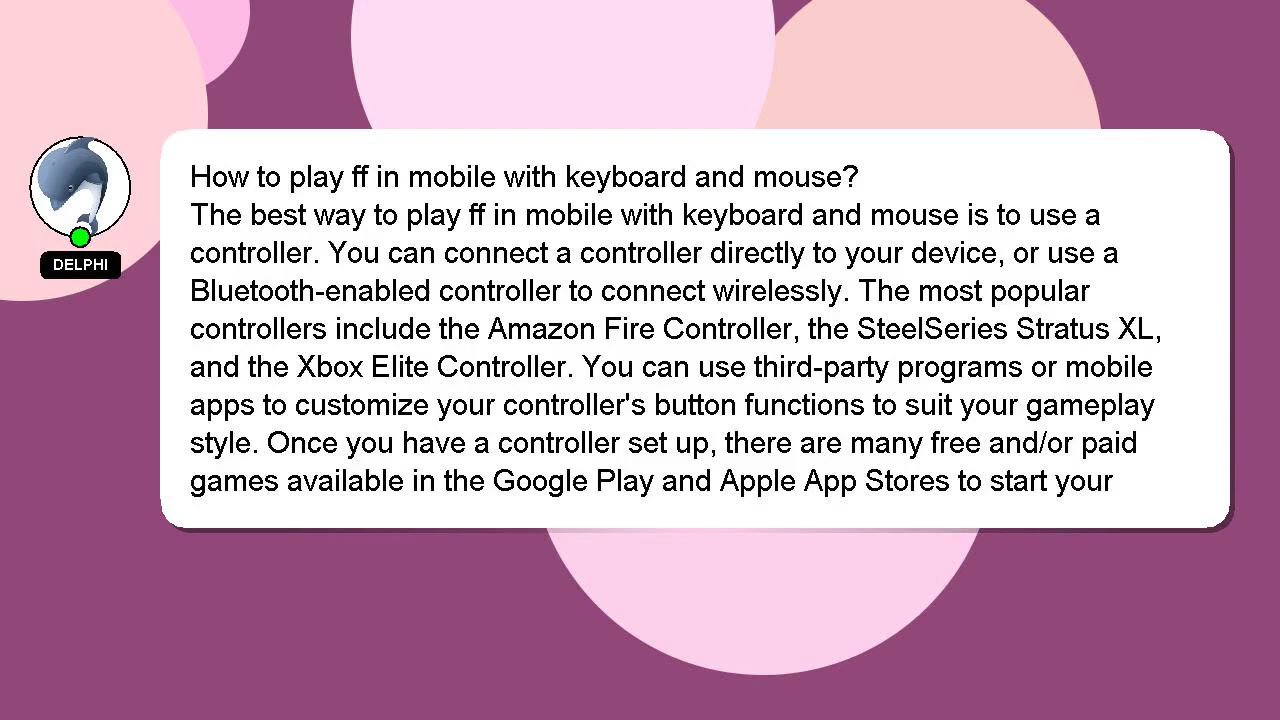 How to play ff in mobile with keyboard and mouse?
The best way to play ff in mobile with keyboard and mouse is to use a
controller. You can connect a controller directly to your device, or use a
Bluetooth-enabled controller to connect wirelessly. The most popular
controllers include the Amazon Fire Controller, the SteelSeries Stratus XL,
and the Xbox Elite Controller. You can use third-party programs or mobile
apps to customize your controller's button functions to suit your gameplay
style. Once you have a controller set up, there are many free and/or paid
games available in the Google Play and Apple App Stores to start your
DELPHI